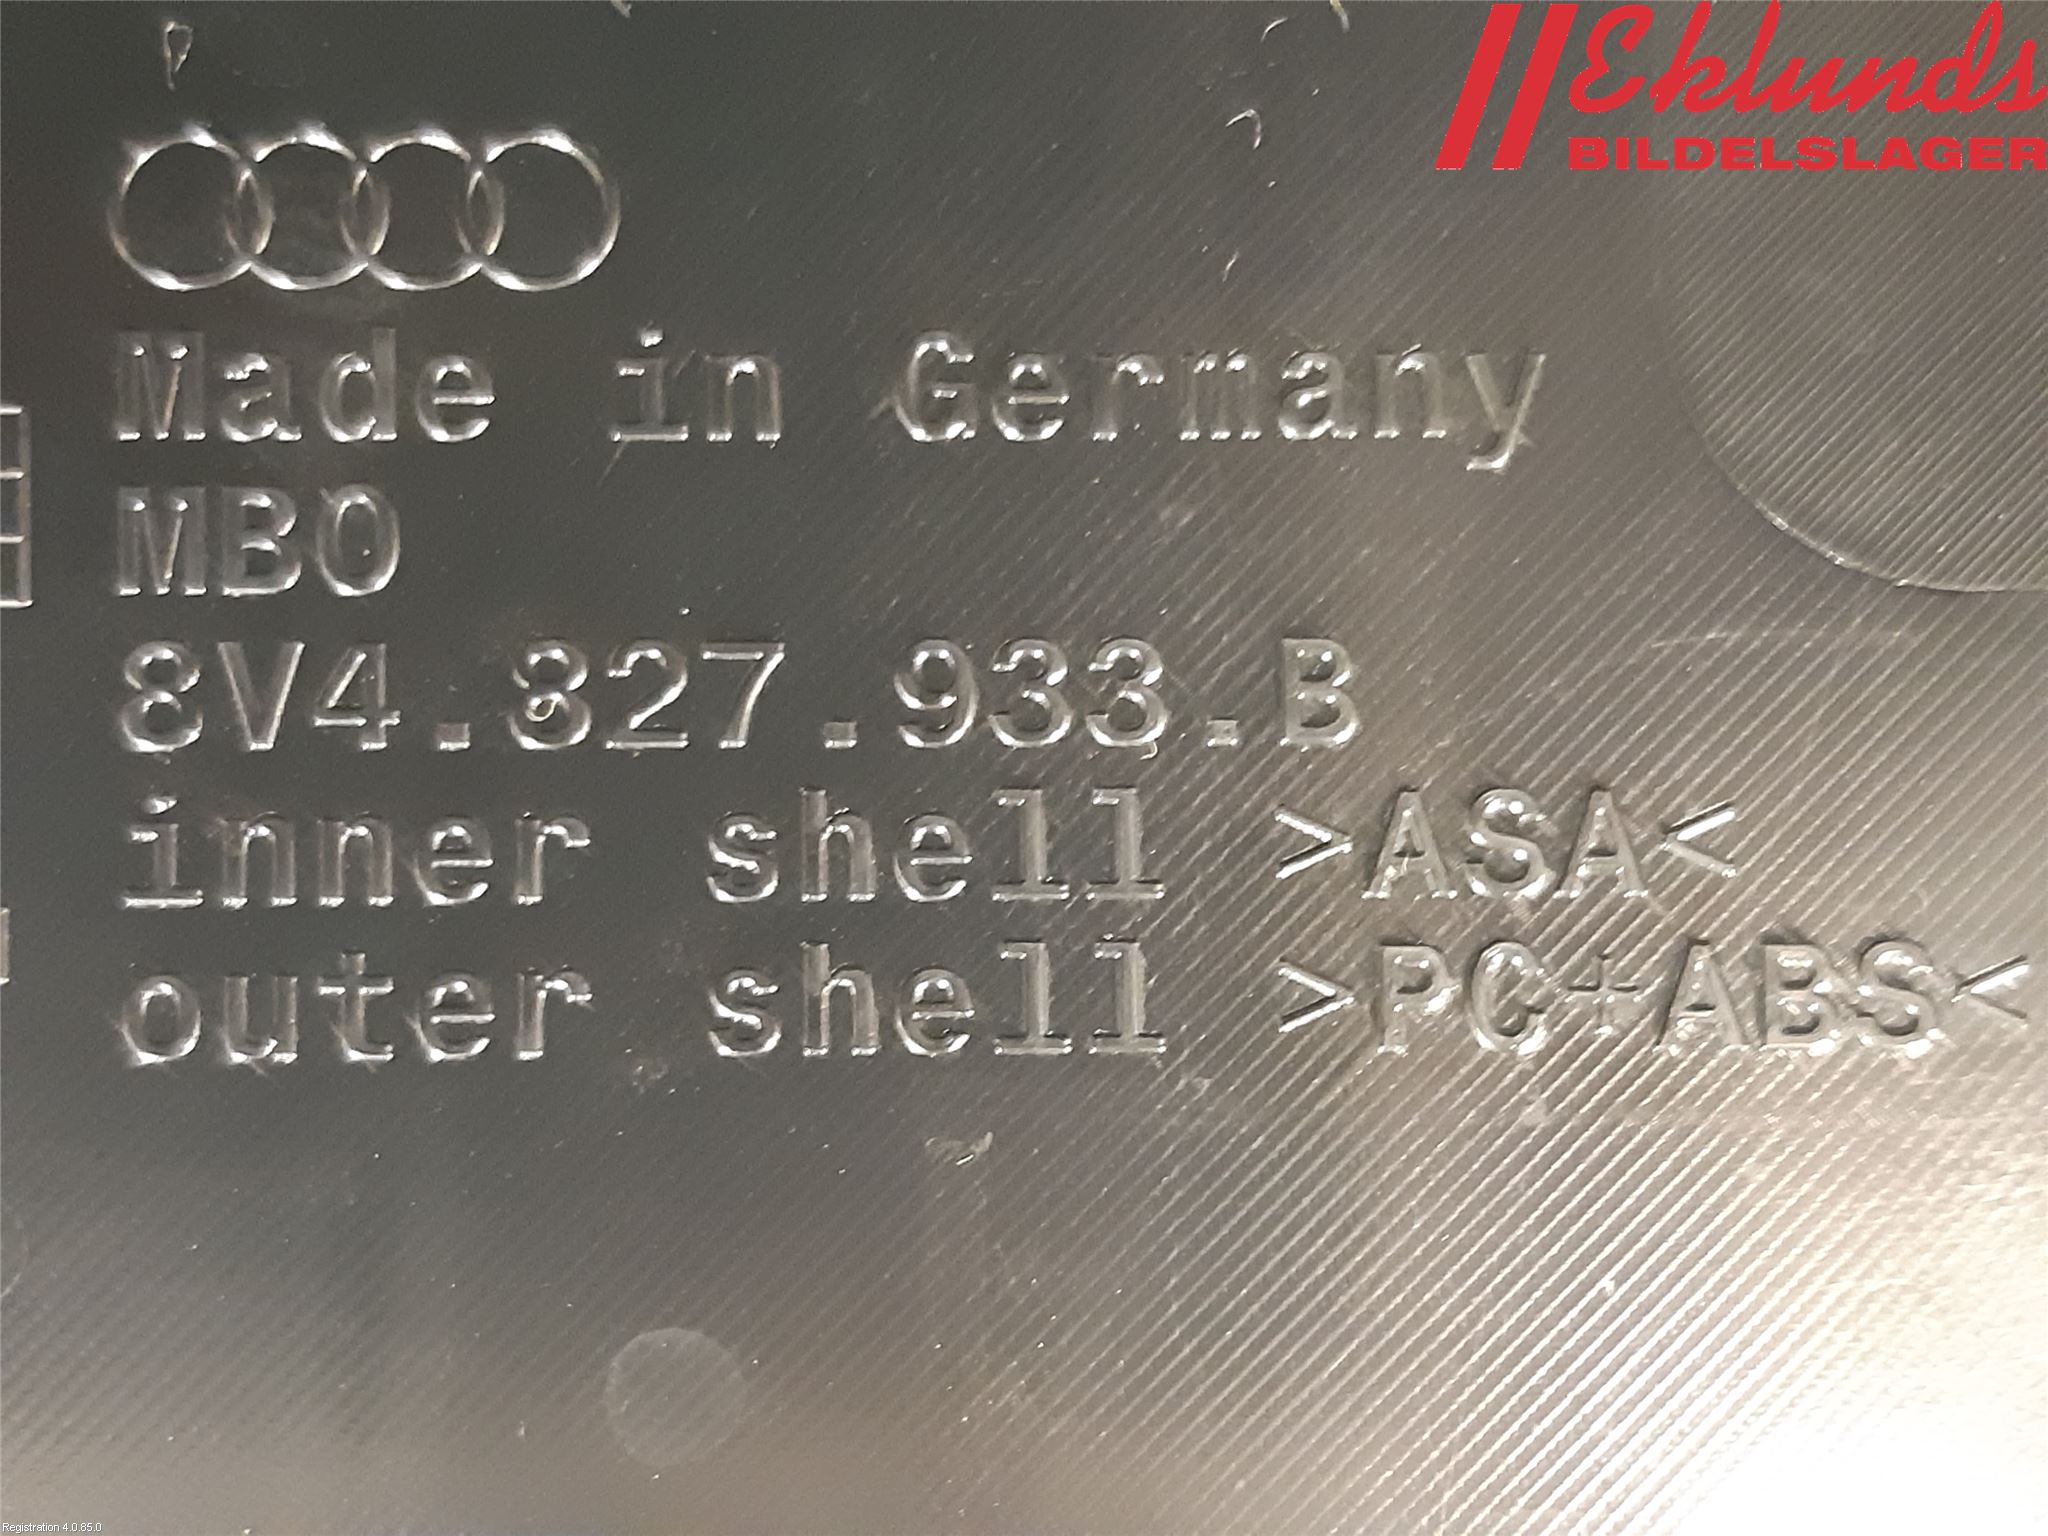 Eklunds
BILDELSLAGER
Made in Germany
MBO
8V4.827.933.B
inner shell >ASA<
outer shell >PC+ABS<
Registration 4.0.85.0